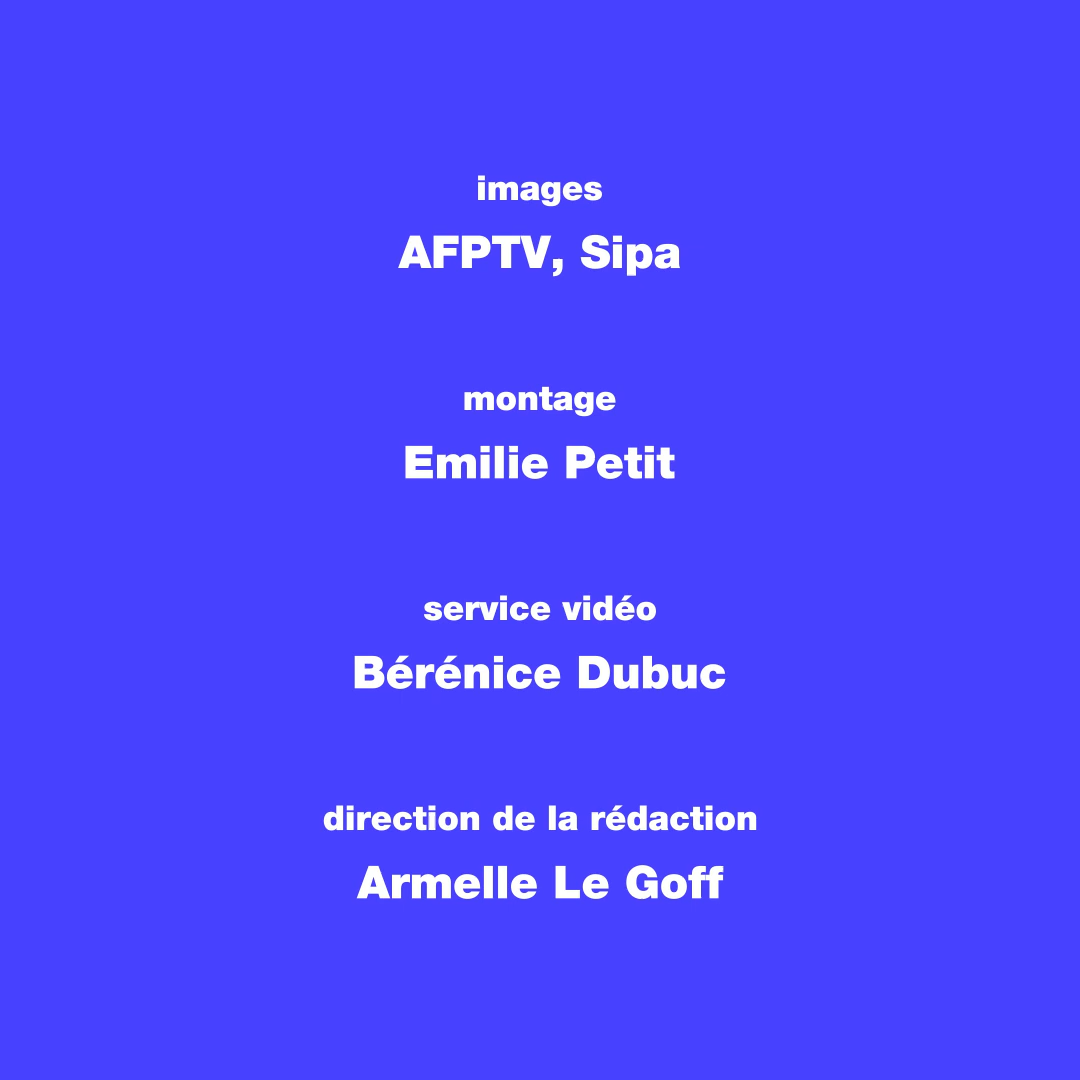 images
AFPTV, Sipa
montage
Emilie Petit
service vidéo
Bérénice Dubuc
direction de la rédaction
Armelle Le Goff